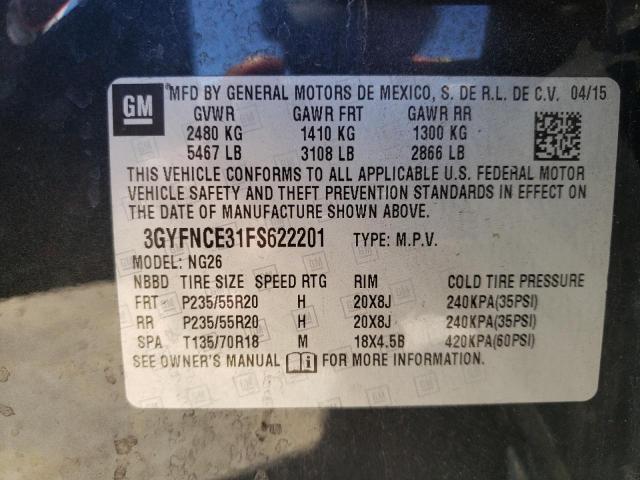 GM
MFD BY GENERAL MOTORS DE MEXICO, S. DE R.L. DE C.V. 04/15
GVWR GAWR FRT GAWR RR
2480 KG 1410 KG 1300 KG
5467 LB 3108 LB 2866 LB
THIS VEHICLE CONFORMS TO ALL APPLICABLE U.S. FEDERAL MOTOR
VEHICLE SAFETY AND THEFT PREVENTION STANDARDS IN EFFECT ON
THE DATE OF MANUFACTURE SHOWN ABOVE.
3GYFNCE31FS622201 TYPE: M.P.V.
MODEL: NG26
NBBD TIRE SIZE SPEED RTG RIM COLD TIRE PRESSURE
FRT P235/55R20 H 20X8J 240KPA(35PSI)
RR P235/55R20 H 20X8J 240KPA(35PSI)
SPA T135/70R18 M 18X4.5B 420KPA(60PSI)
SEE OWNER'S MANUAL FOR MORE INFORMATION.